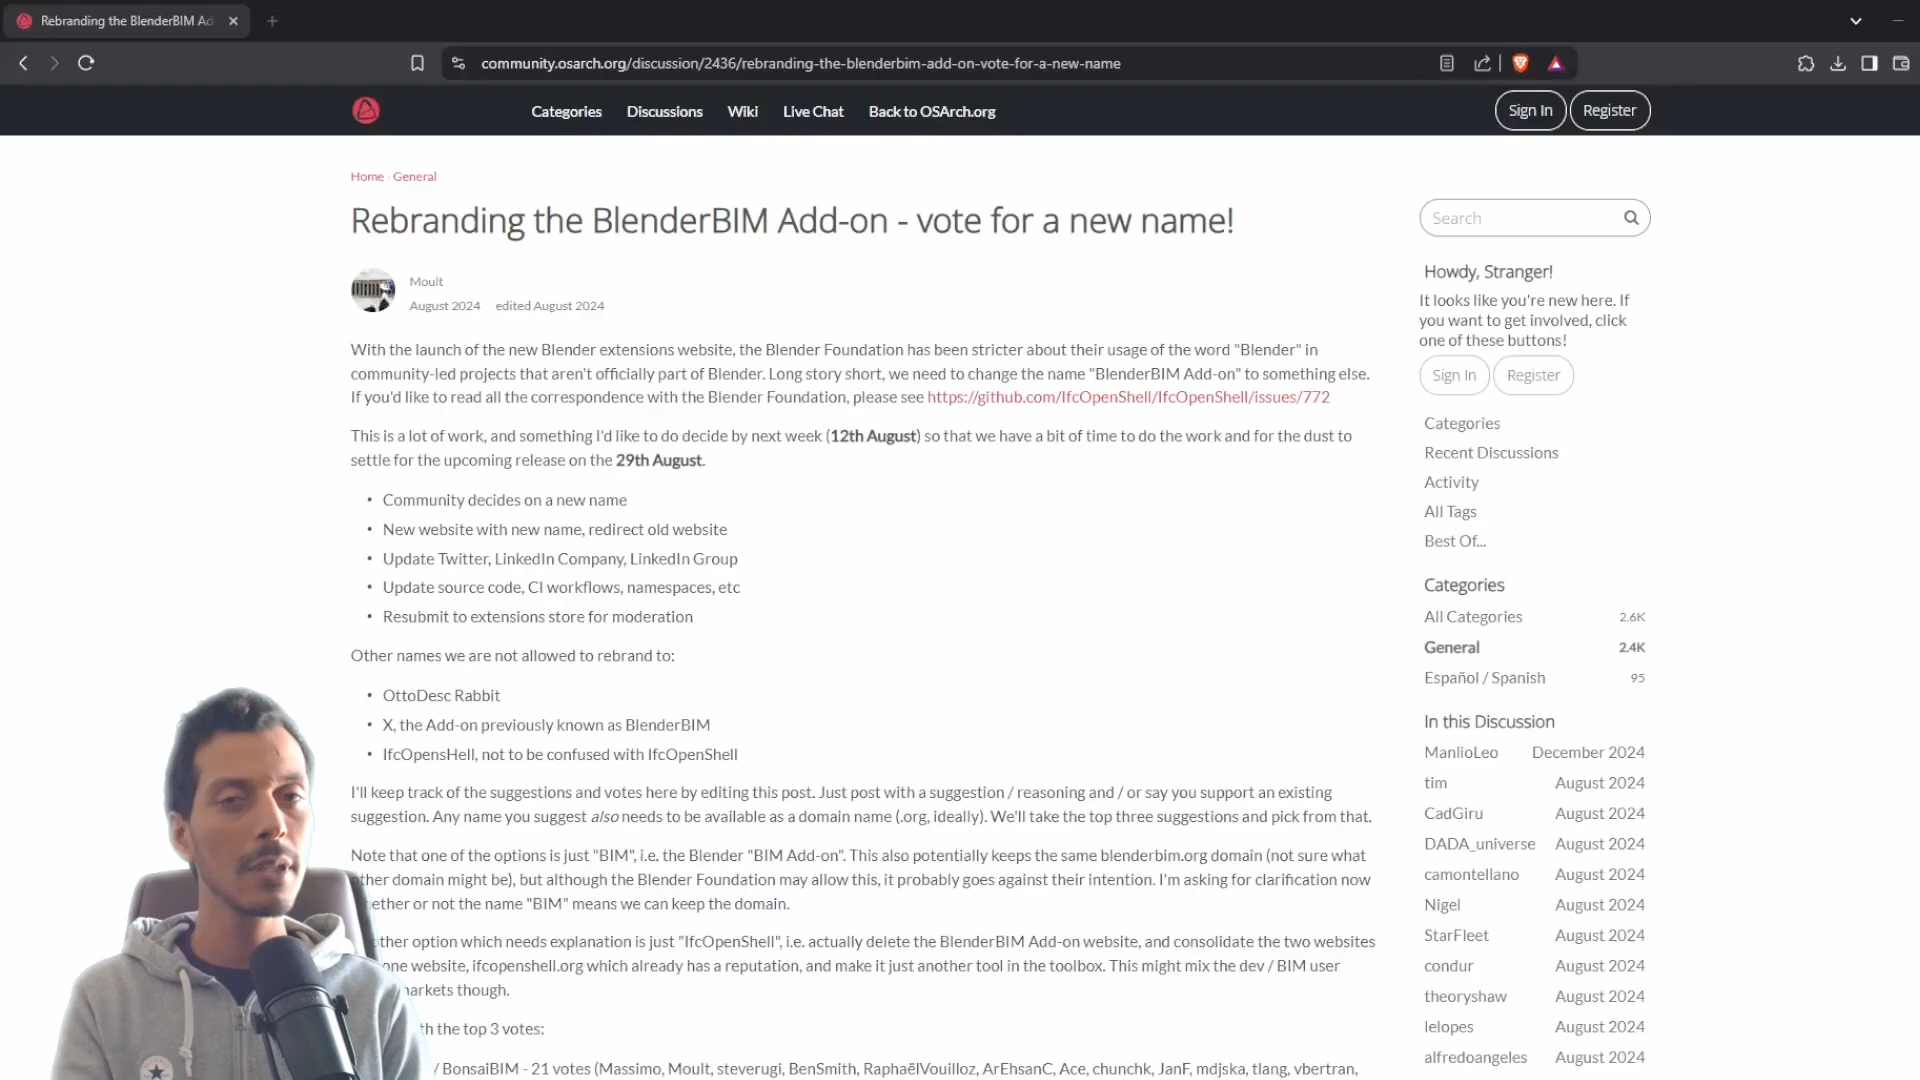 Rebranding the BlenderBIM Ad
community.osarch.org/discussion/2436/rebranding-the-blenderbim-add-on-vote-for-a-new-name
Categories
Discussions
Wiki
Live Chat
Back to OSArch.org
Sign In
Register
Home › General
Rebranding the BlenderBIM Add-on - vote for a new name!
Moult
August 2024 edited August 2024
With the launch of the new Blender extensions website, the Blender Foundation has been stricter about their usage of the word "Blender" in
community-led projects that aren't officially part of Blender. Long story short, we need to change the name "BlenderBIM Add-on" to something else.
If you'd like to read all the correspondence with the Blender Foundation, please see https://github.com/IfcOpenShell/IfcOpenShell/issues/772
This is a lot of work, and something I'd like to do decide by next week (12th August) so that we have a bit of time to do the work and for the dust to
settle for the upcoming release on the 29th August.
• Community decides on a new name
• New website with new name, redirect old website
• Update Twitter, LinkedIn Company, LinkedIn Group
• Update source code, CI workflows, namespaces, etc
• Resubmit to extensions store for moderation
Other names we are not allowed to rebrand to:
• OttoDesc Rabbit
• X, the Add-on previously known as BlenderBIM
• IfcOpensHell, not to be confused with IfcOpenShell
I'll keep track of the suggestions and votes here by editing this post. Just post with a suggestion / reasoning and / or say you support an existing
suggestion. Any name you suggest also needs to be available as a domain name (.org, ideally). We'll take the top three suggestions and pick from that.
Note that one of the options is just "BIM", i.e. the Blender "BIM Add-on". This also potentially keeps the same blenderbim.org domain (not sure what
ther domain might be), but although the Blender Foundation may allow this, it probably goes against their intention. I'm asking for clarification now
ether or not the name "BIM" means we can keep the domain.
other option which needs explanation is just "IfcOpenShell", i.e. actually delete the BlenderBIM Add-on website, and consolidate the two websites
one website, ifcopenshell.org which already has a reputation, and make it just another tool in the toolbox. This might mix the dev / BIM user
arkets though.
th the top 3 votes:
/ BonsaiBIM - 21 votes (Massimo, Moult, steverugi, BenSmith, RaphaëlVouilloz, ArEhsanC, Ace, chunchk, JanF, mdjska, tlang, vbertran,
Search
Howdy, Stranger!
It looks like you're new here. If
you want to get involved, click
one of these buttons!
Sign In
Register
Categories
Recent Discussions
Activity
All Tags
Best Of...
Categories
All Categories 2.6K
General 2.4K
Español / Spanish 95
In this Discussion
ManlioLeo December 2024
tim August 2024
CadGiru August 2024
DADA_universe August 2024
camontellano August 2024
Nigel August 2024
StarFleet August 2024
condur August 2024
theoryshaw August 2024
lelopes August 2024
alfredoangeles August 2024